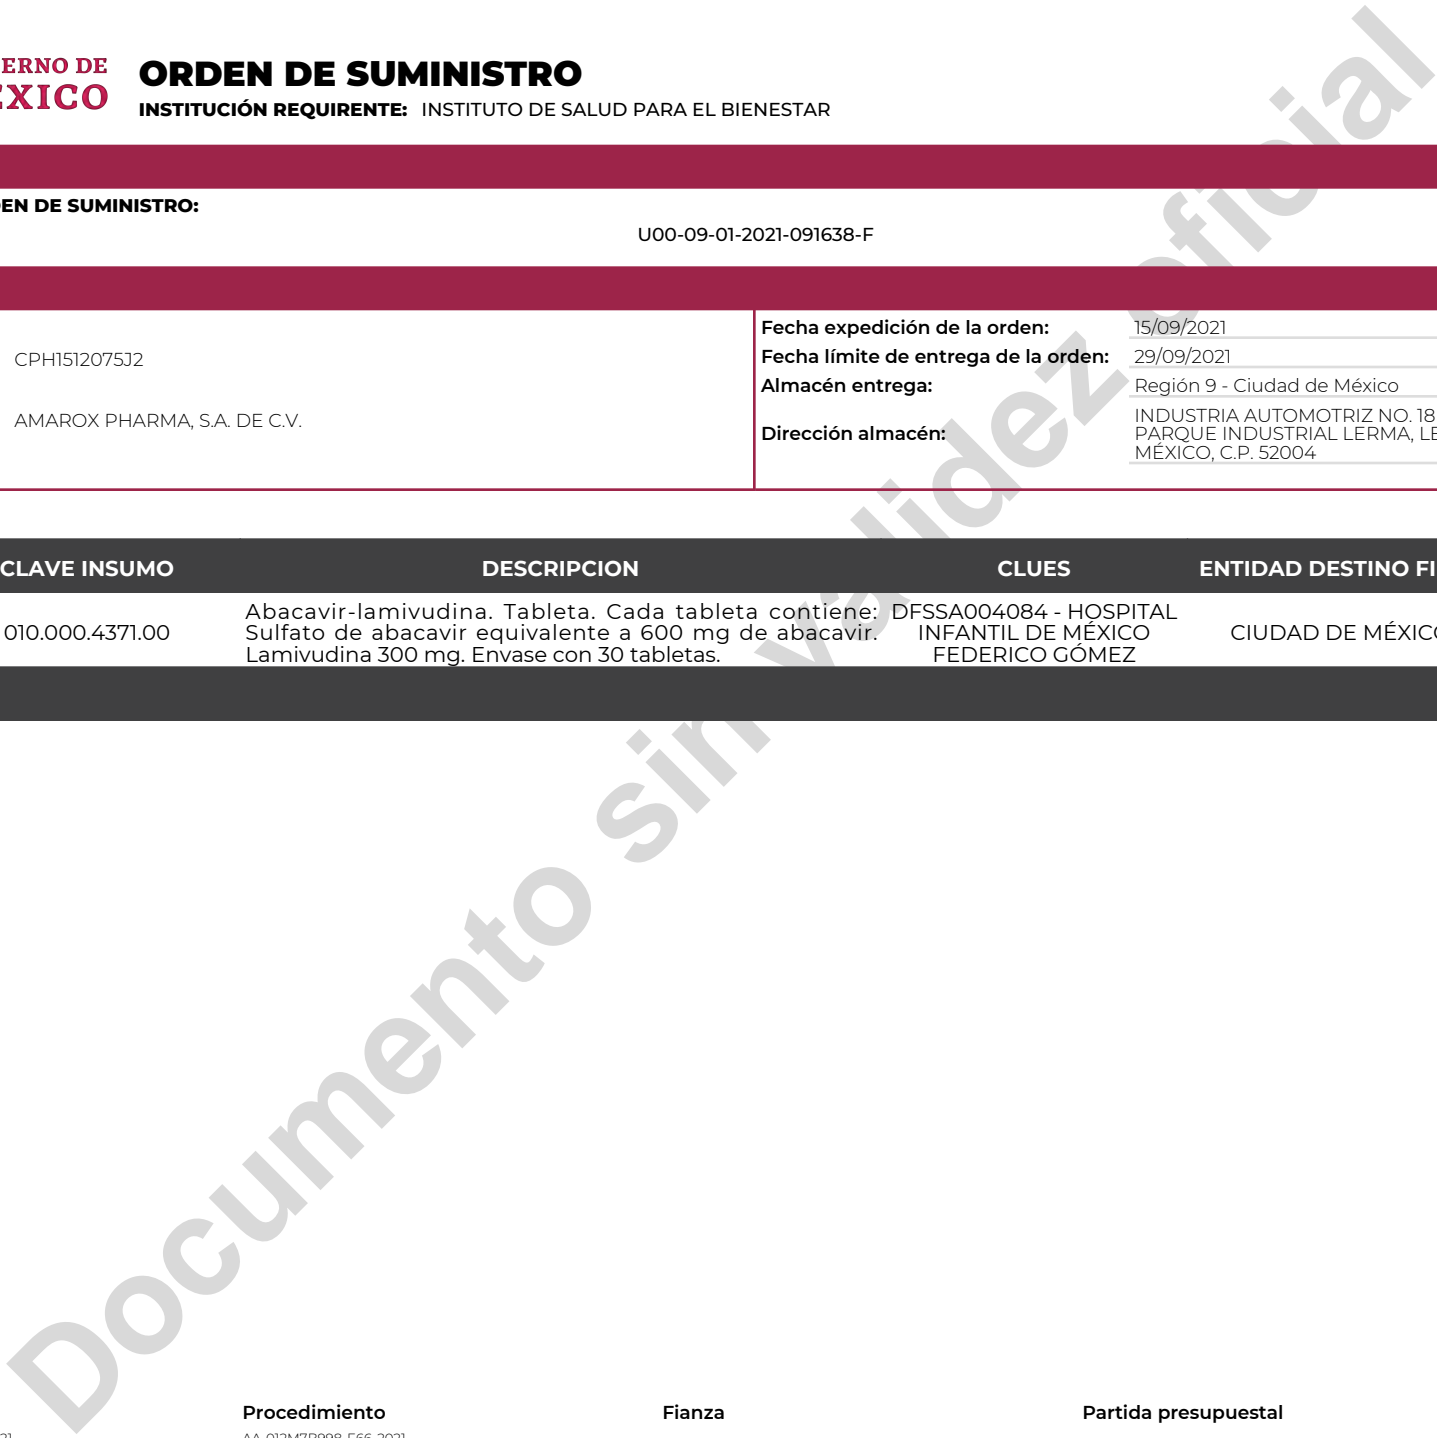 ERNO DE
EXICO
ORDEN DE SUMINISTRO
INSTITUCIÓN REQUIRENTE: INSTITUTO DE SALUD PARA EL BIENESTAR
EN DE SUMINISTRO:
U00-09-01-2021-091638-F
CPH1512075J2
AMAROX PHARMA, S.A. DE C.V.
Fecha expedición de la orden: 15/09/2021
Fecha límite de entrega de la orden: 29/09/2021
Almacén entrega: Región 9 - Ciudad de México
Dirección almacén:
INDUSTRIA AUTOMOTRIZ NO. 18
PARQUE INDUSTRIAL LERMA, LE
MÉXICO, C.P. 52004
CLAVE INSUMO DESCRIPCION CLUES ENTIDAD DESTINO FI
010.000.4371.00
Abacavir-lamivudina. Tableta. Cada tableta contiene:
Sulfato de abacavir equivalente a 600 mg de abacavir.
Lamivudina 300 mg. Envase con 30 tabletas.
DFSSA004084 - HOSPITAL
INFANTIL DE MÉXICO
FEDERICO GÓMEZ
CIUDAD DE MÉXICO
Documento sin validez oficial
Procedimiento Fianza Partida presupuestal